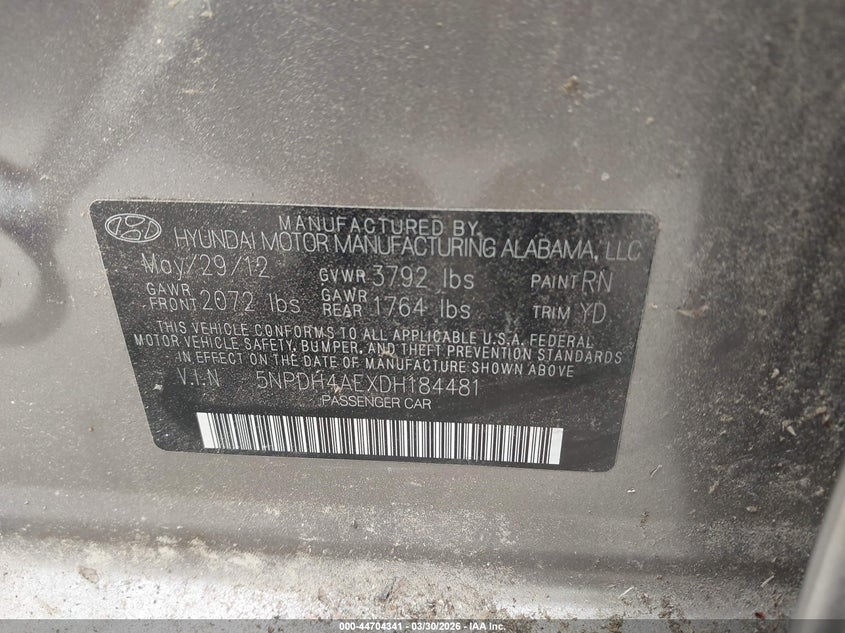 MANUFACTURED BY
HYUNDAI MOTOR MANUFACTURING ALABAMA, LLC
May/29/12 GVWR 3792 lbs PAINT RN
GAWR FRONT 2072 lbs GAWR REAR 1764 lbs TRIM YD
THIS VEHICLE CONFORMS TO ALL APPLICABLE U.S.A. FEDERAL
MOTOR VEHICLE SAFETY, BUMPER, AND THEFT PREVENTION STANDARDS
IN EFFECT ON THE DATE OF MANUFACTURE SHOWN ABOVE.
V.I.N 5NPDH4AEXDH184481
PASSENGER CAR
000-44704341 | 03/30/2026 - IAA Inc.